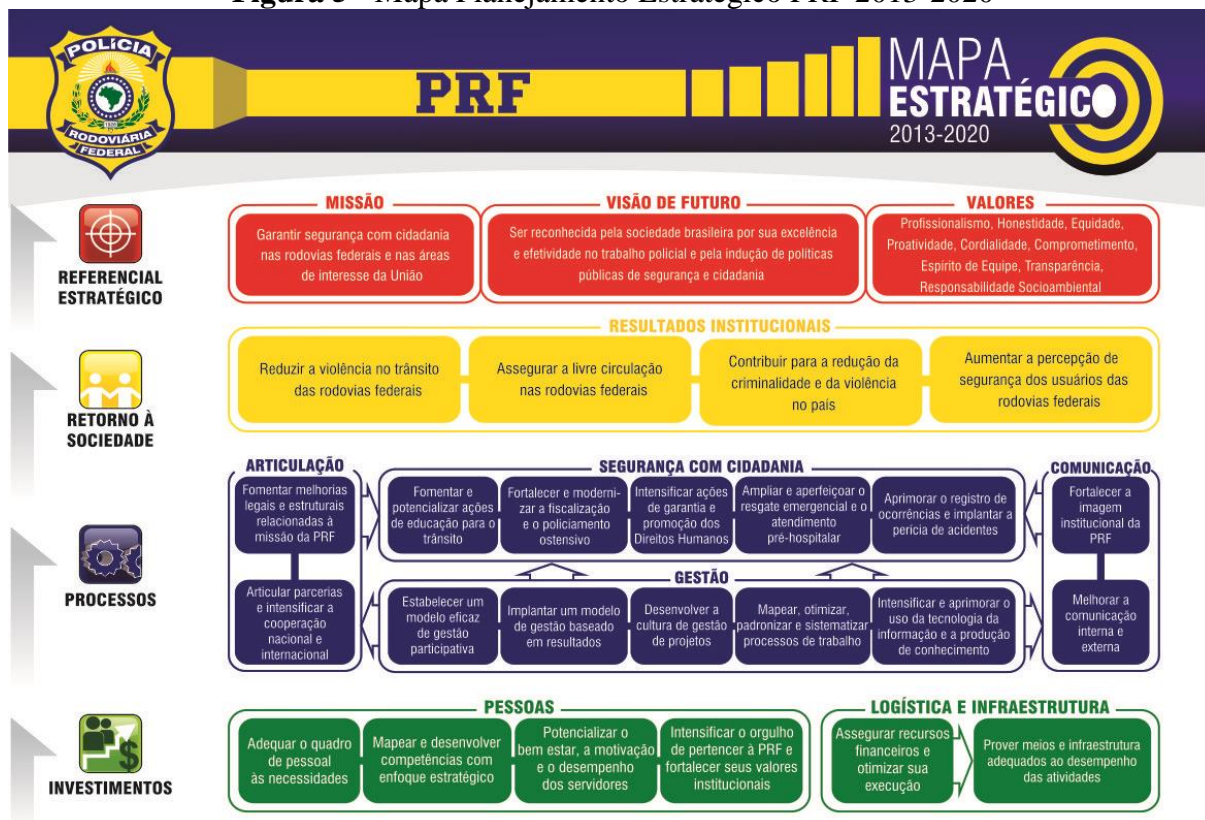 Figura 3 - Mapa Planejamento Estratégico PRF 2013-2020
POLÍCIA
RODOVIÁRIA
FEDERAL
PRF
MAPA
ESTRATÉGICO
2013-2020
REFERENCIAL
ESTRATÉGICO
MISSÃO
Garantir segurança com cidadania
nas rodovias federais e nas áreas
de interesse da União
VISÃO DE FUTURO
Ser reconhecida pela sociedade brasileira por sua excelência
e efetividade no trabalho policial e pela indução de políticas
públicas de segurança e cidadania
VALORES
Profissionalismo, Honestidade, Equidade,
Proatividade, Cordialidade, Comprometimento,
Espírito de Equipe, Transparência,
Responsabilidade Socioambiental
RETORNO À
SOCIEDADE
RESULTADOS INSTITUCIONAIS
Reduzir a violência no trânsito
das rodovias federais
Assegurar a livre circulação
nas rodovias federais
Contribuir para a redução da
criminalidade e da violência
no país
Aumentar a percepção de
segurança dos usuários das
rodovias federais
PROCESSOS
ARTICULAÇÃO
Fomentar melhorias
legais e estruturais
relacionadas à
missão da PRF
Articular parcerias
e intensificar a
cooperação
nacional e
internacional
SEGURANÇA COM CIDADANIA
Fomentar e
potencializar ações
de educação para o
trânsito
Fortalecer e moderni-
zar a fiscalização
e o policiamento
ostensivo
Intensificar ações
de garantia e
promoção dos
Direitos Humanos
Ampliar e aperfeiçoar o
resgate emergencial e o
atendimento
pré-hospitalar
Aprimorar o registro de
ocorrências e implantar a
perícia de acidentes
GESTÃO
Estabelecer um
modelo eficaz
de gestão
participativa
Implantar um modelo
de gestão baseado
em resultados
Desenvolver a
cultura de gestão
de projetos
Mapear, otimizar,
padronizar e sistematizar
processos de trabalho
Intensificar e aprimorar o
uso da tecnologia da
informação e a produção
de conhecimento
COMUNICAÇÃO
Fortalecer a
imagem
institucional da
PRF
Melhorar a
comunicação
interna e
externa
INVESTIMENTOS
PESSOAS
Adequar o quadro
de pessoal
às necessidades
Mapear e desenvolver
competências com
enfoque estratégico
Potencializar o
bem estar, a motivação
e o desempenho
dos servidores
Intensificar o orgulho
de pertencer à PRF e
fortalecer seus valores
institucionais
LOGÍSTICA E INFRAESTRUTURA
Assegurar recursos
financeiros e
otimizar sua
execução
Prover meios e infraestrutura
adequados ao desempenho
das atividades